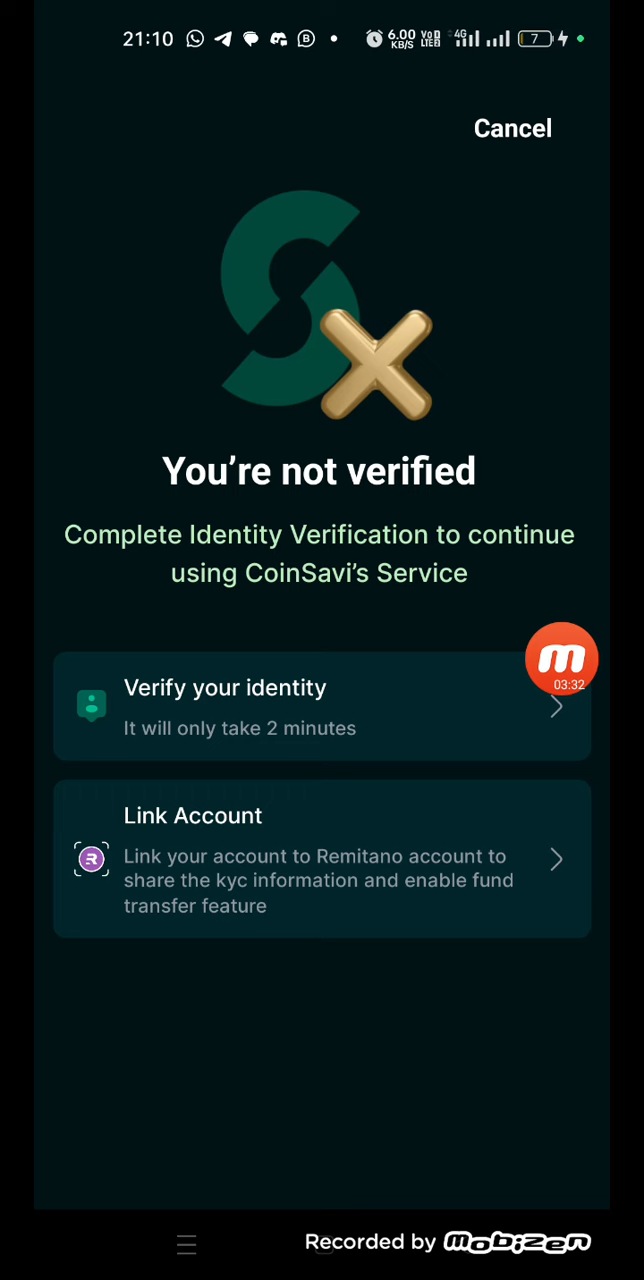 21:10
6.00 KB/S
VoD LTE2
4G
7
Cancel
You're not verified
Complete Identity Verification to continue
using CoinSavi's Service
03:32
Verify your identity
It will only take 2 minutes
Link Account
Link your account to Remitano account to
share the kyc information and enable fund
transfer feature
Recorded by mobizen